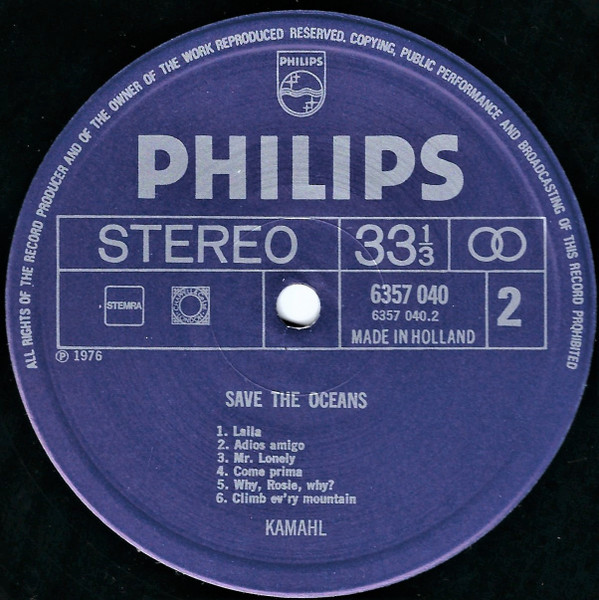 ALL RIGHTS OF THE RECORD PRODUCER AND OF THE OWNER OF THE WORK REPRODUCED RESERVED. COPYING, PUBLIC PERFORMANCE AND BROADCASTING OF THIS RECORD PROHIBITED
PHILIPS
PHILIPS
STEREO 33⅓
STEMRA 6357 040 2
6357 040.2
MADE IN HOLLAND
Ⓟ 1976
SAVE THE OCEANS
1. Laila
2. Adios amigo
3. Mr. Lonely
4. Come prima
5. Why, Rosie, why?
6. Climb ev'ry mountain
KAMAHL